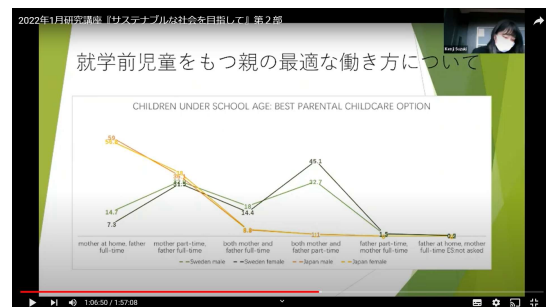 2022年1月研究講座『サステナブルな社会を目指して』第２部
Kenji Suzuki
就学前児童をもつ親の最適な働き方について
CHILDREN UNDER SCHOOL AGE: BEST PARENTAL CHILDCARE OPTION
59
45.1
27.7
18
14.7
14.4
7.3
1.1
mother at home, father full-time
mother part-time, father full-time
both mother and father full-time
both mother and father part-time
father part-time, mother full-time
father at home, mother full-time ES:not asked
Sweden male
Sweden female
Japan male
Japan female
1:06:50 / 1:57:08